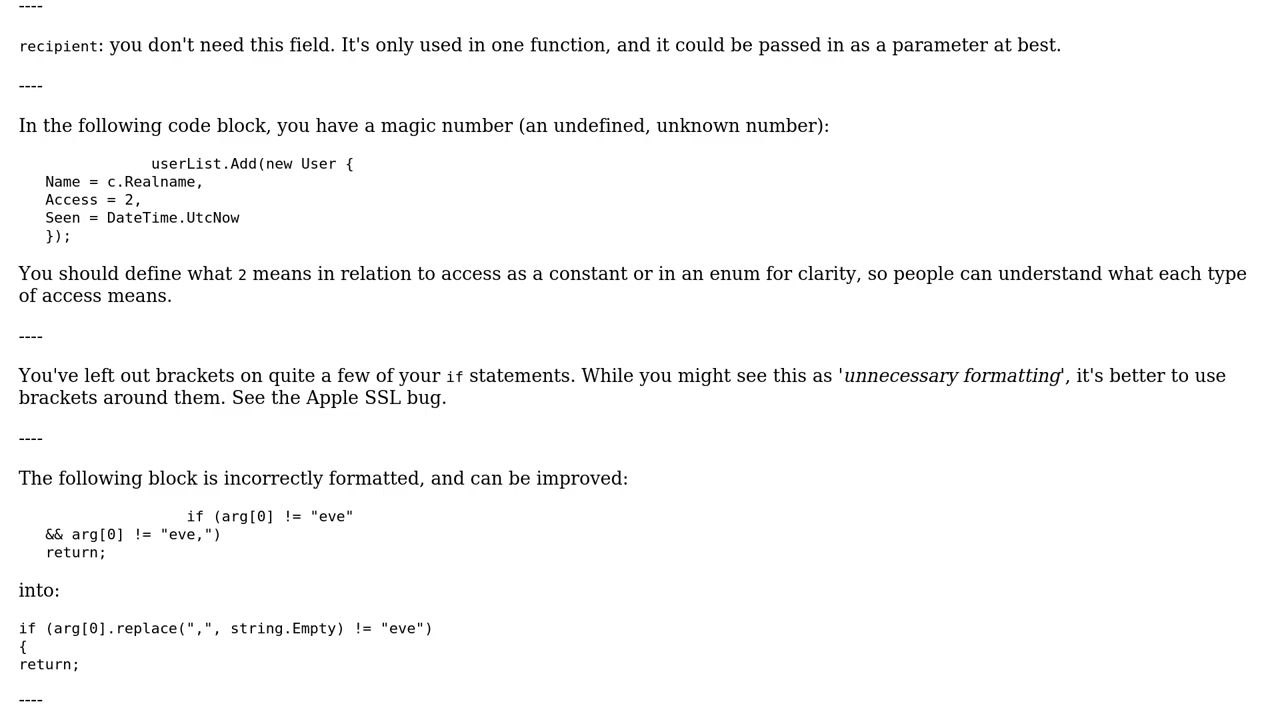 ----
recipient: you don't need this field. It's only used in one function, and it could be passed in as a parameter at best.
----
In the following code block, you have a magic number (an undefined, unknown number):
userList.Add(new User {
Name = c.Realname,
Access = 2,
Seen = DateTime.UtcNow
});
You should define what 2 means in relation to access as a constant or in an enum for clarity, so people can understand what each type
of access means.
----
You've left out brackets on quite a few of your if statements. While you might see this as 'unnecessary formatting', it's better to use
brackets around them. See the Apple SSL bug.
----
The following block is incorrectly formatted, and can be improved:
if (arg[0] != "eve"
&& arg[0] != "eve,")
return;
into:
if (arg[0].replace(",", string.Empty) != "eve")
{
return;
----